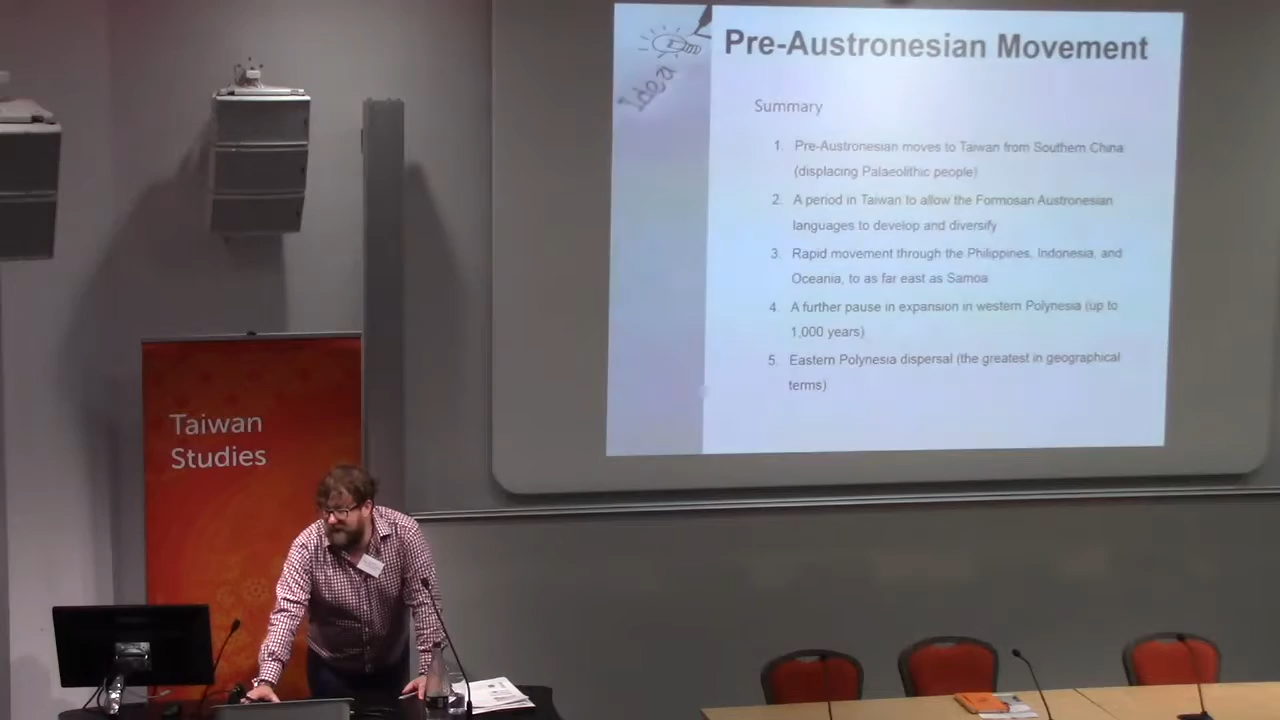 Idea
Pre-Austronesian Movement
Summary
1. Pre-Austronesian moves to Taiwan from Southern China
(displacing Palaeolithic people)
2. A period in Taiwan to allow the Formosan Austronesian
languages to develop and diversify
3. Rapid movement through the Philippines, Indonesia, and
Oceania, to as far east as Samoa
4. A further pause in expansion in western Polynesia (up to
1,000 years)
5. Eastern Polynesia dispersal (the greatest in geographical
terms)
Taiwan
Studies